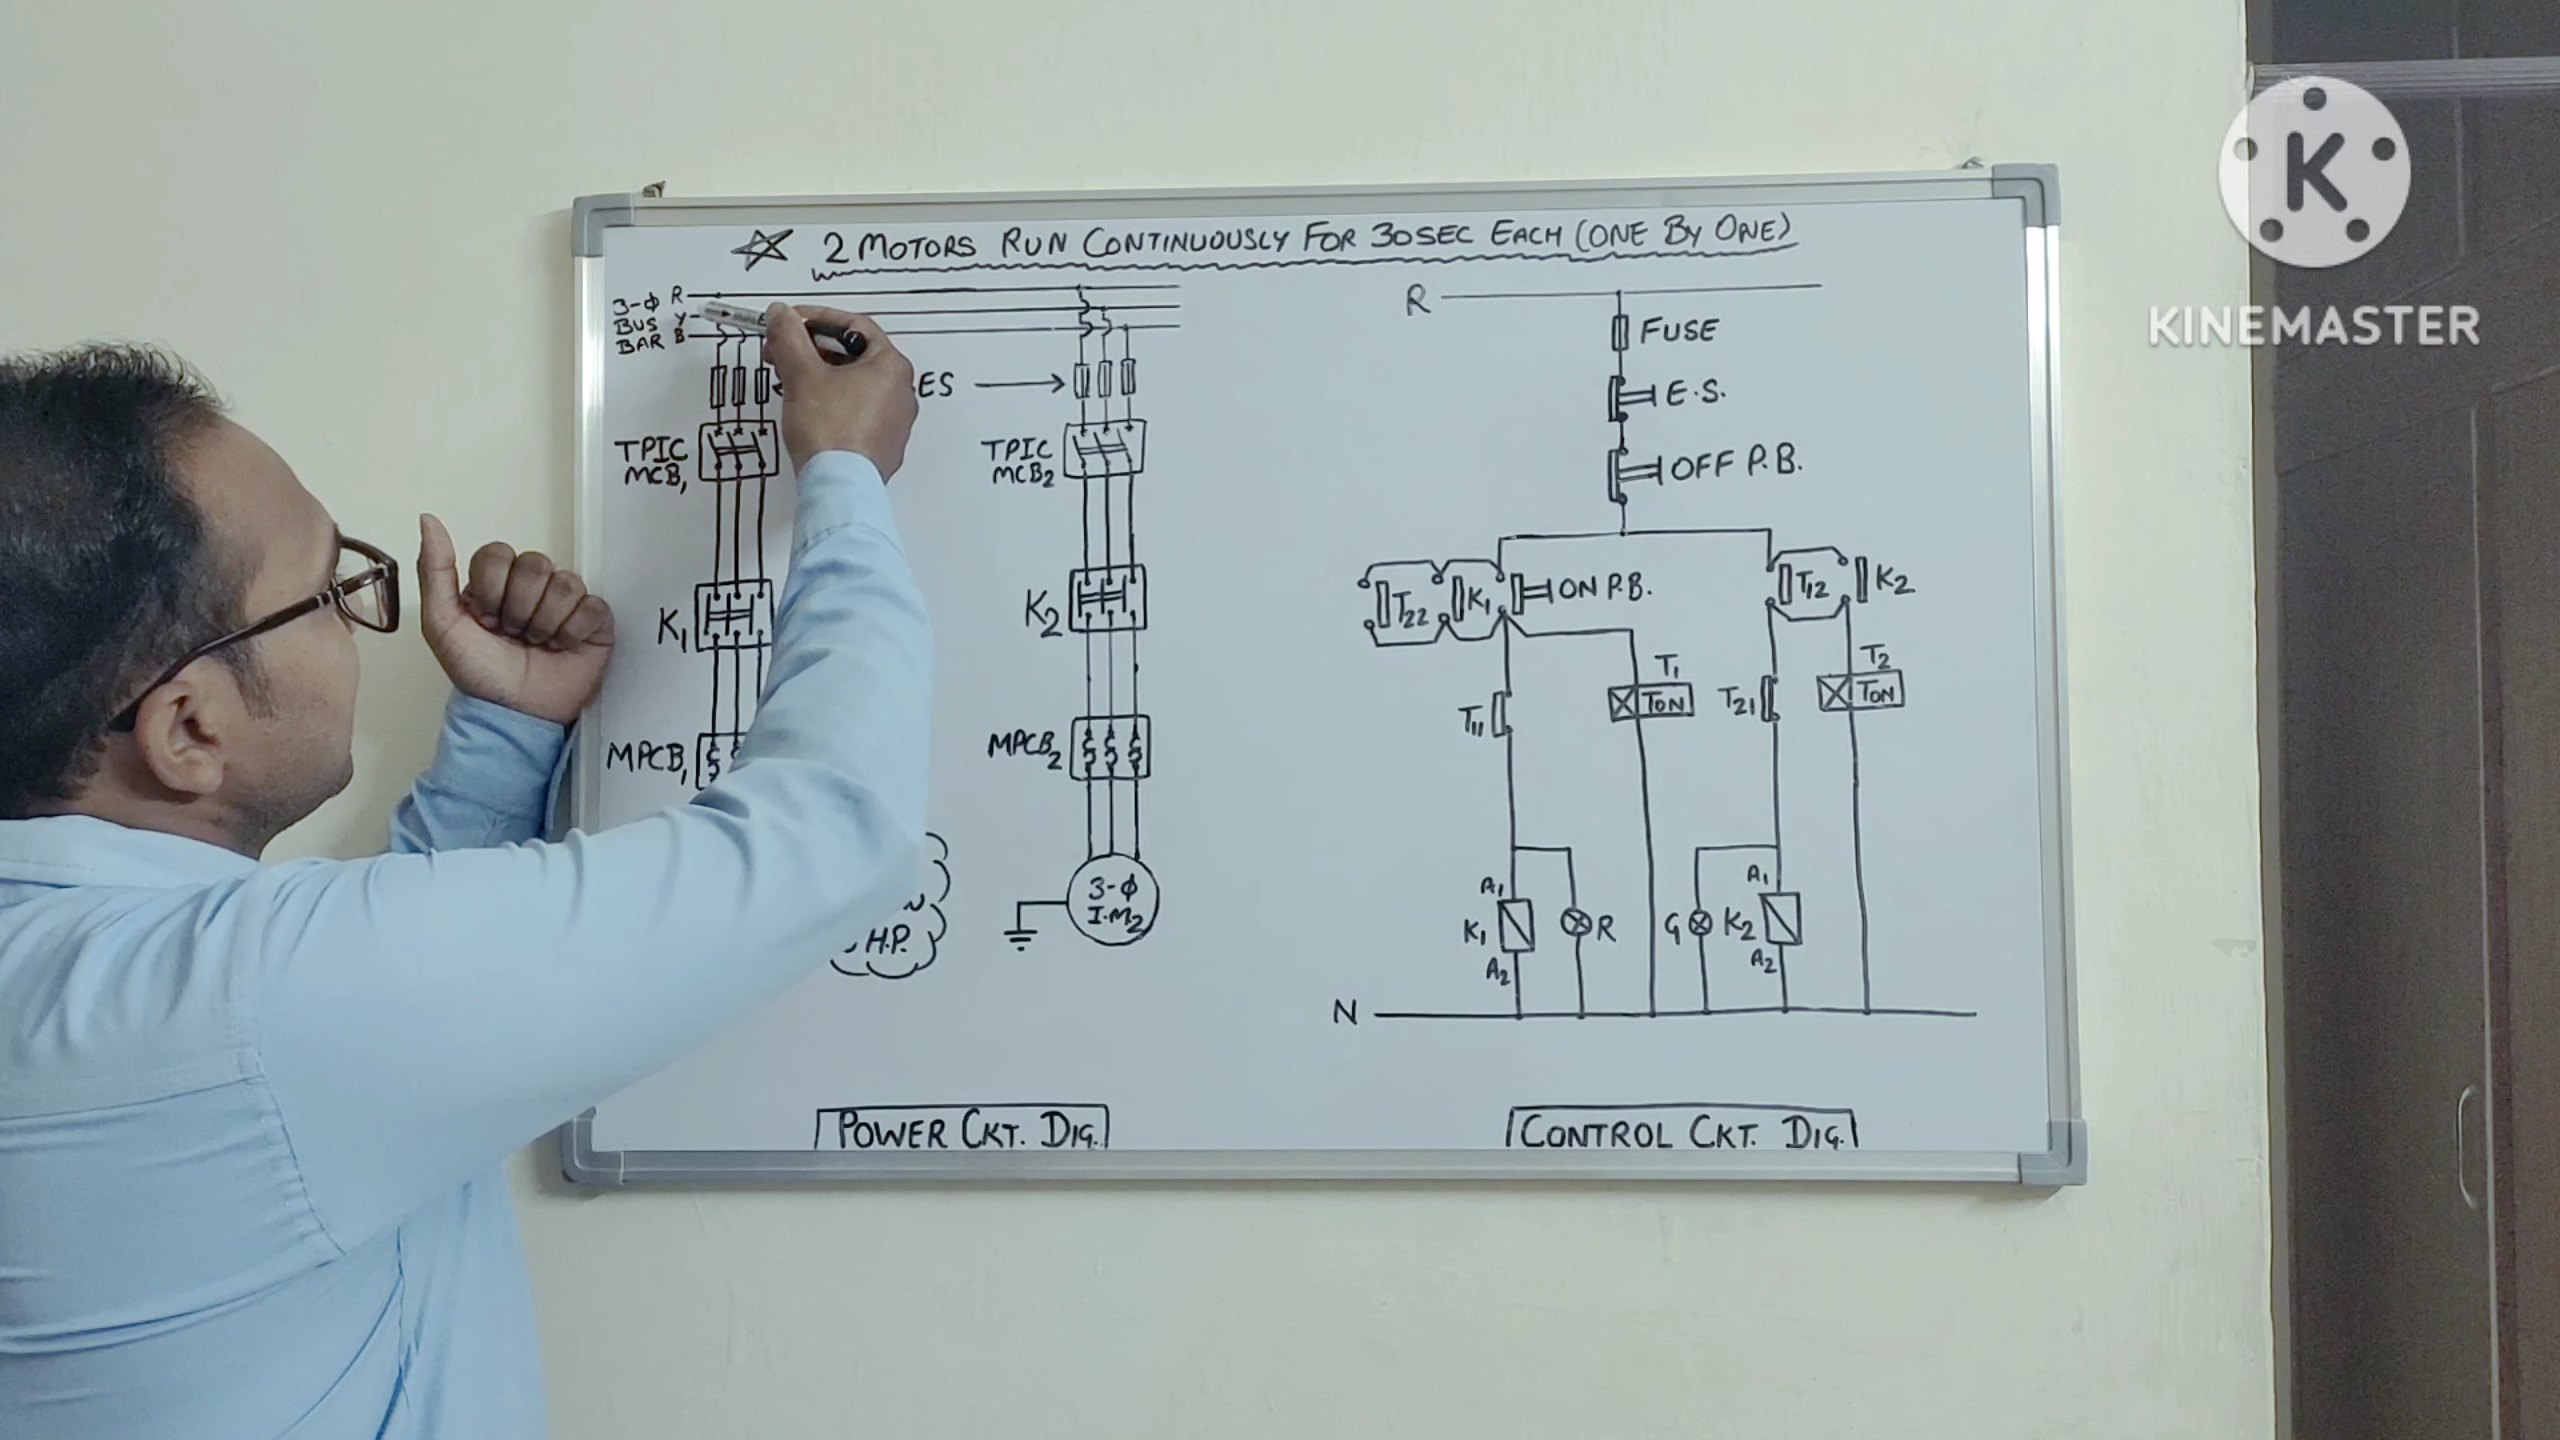 2 MOTORS RUN CONTINUOUSLY FOR 30SEC EACH (ONE BY ONE)
3-Φ R
BUS Y
BAR B
ES
TPIC
MCB1
TPIC
MCB2
K1
K2
MPCB1
MPCB2
3-Φ
I.M2
H.P.
POWER CKT. DIG.
R
FUSE
E.S.
OFF P.B.
T22
K1
ON P.B.
T12
K2
T11
T1
TON
T21
T2
TON
A1
K1
A2
R
G
A1
K2
A2
N
CONTROL CKT. DIG.
K
KINEMASTER